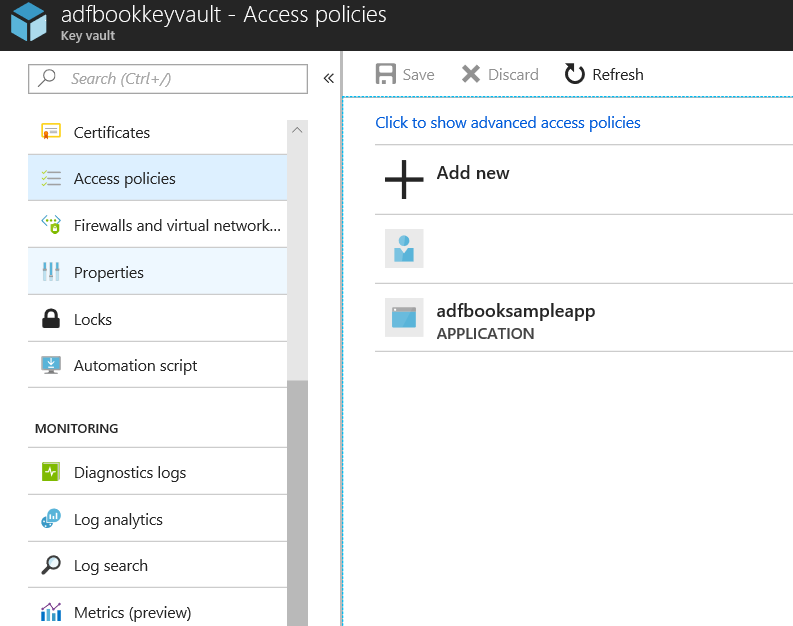 adfbookkeyvault - Access policies
Key vault
Search (Ctrl+/)
«
Certificates
Access policies
Firewalls and virtual network...
Properties
Locks
Automation script
MONITORING
Diagnostics logs
Log analytics
Log search
Metrics (preview)
Save Discard Refresh
Click to show advanced access policies
Add new
adfbooksampleapp
APPLICATION